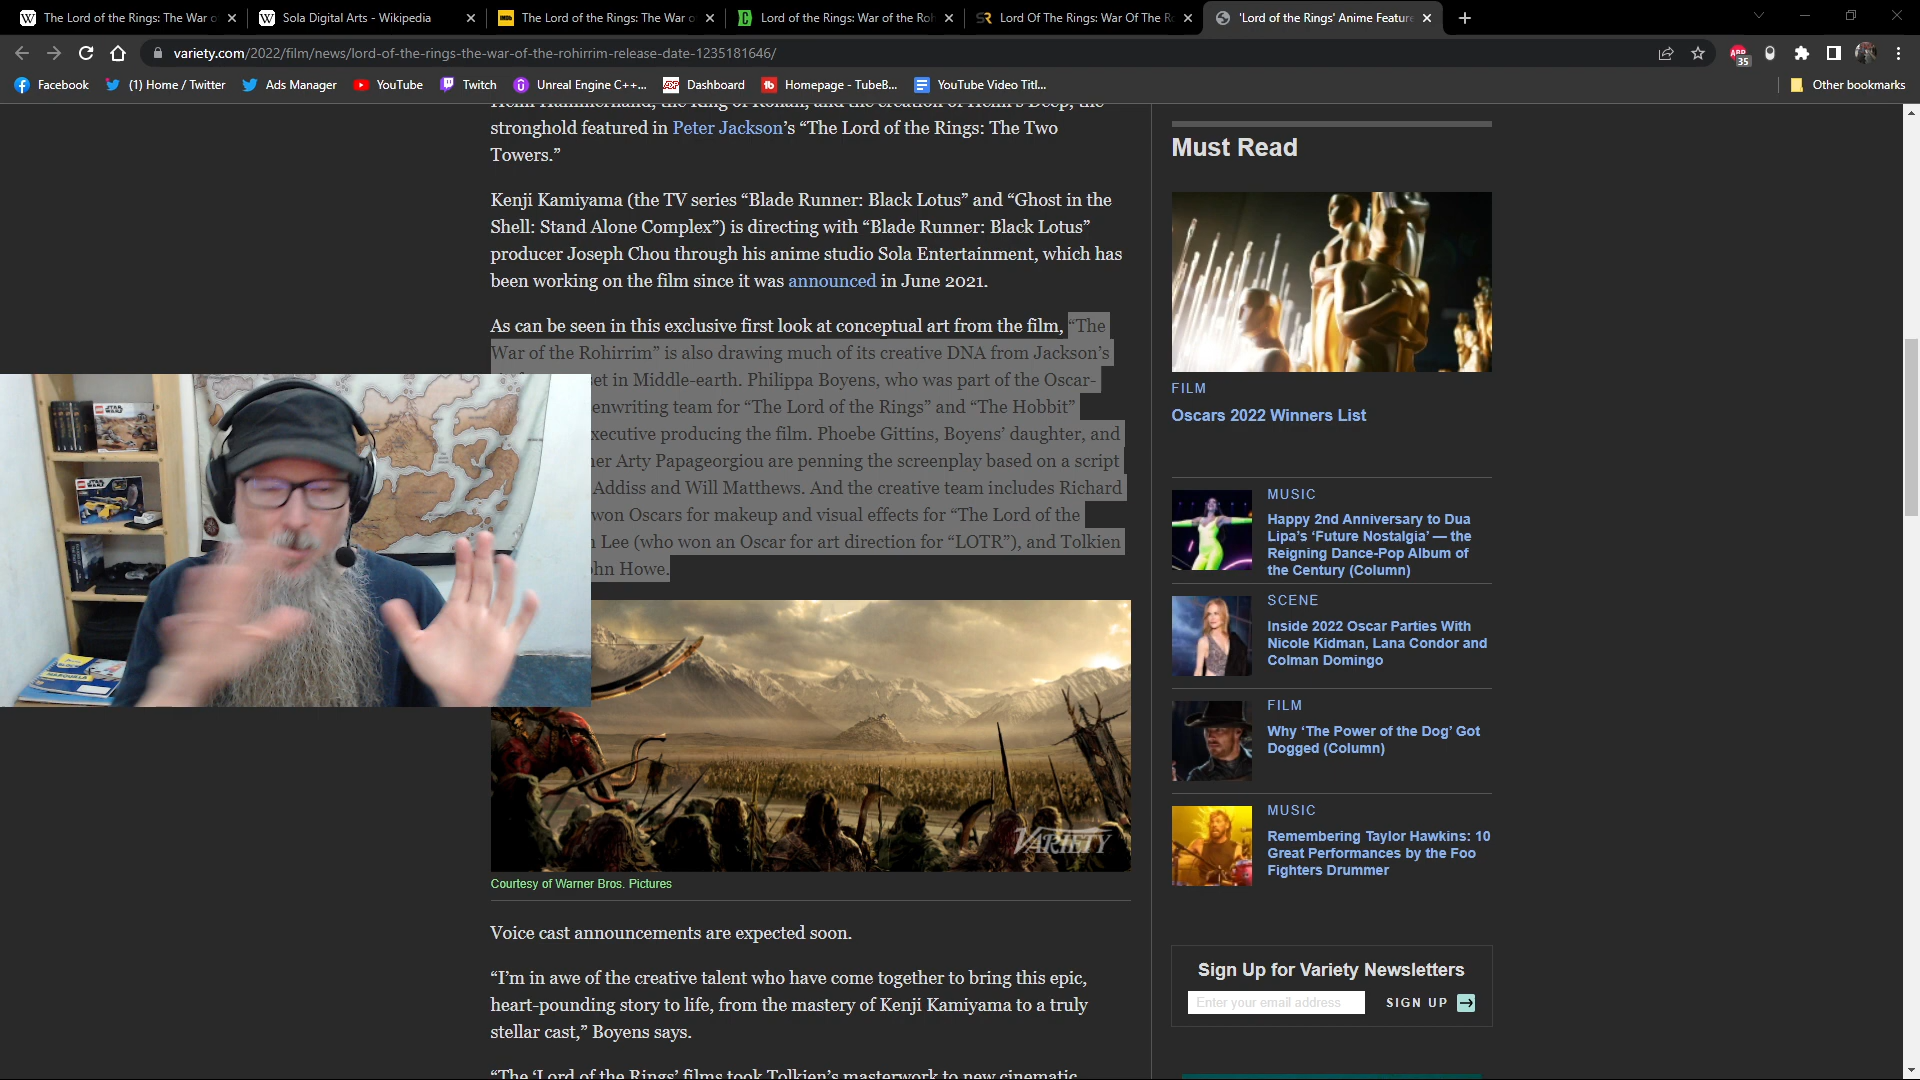 The Lord of the Rings: The War o
Sola Digital Arts - Wikipedia
The Lord of the Rings: The War o
Lord of the Rings: War of the Roh
Lord Of The Rings: War Of The R
'Lord of the Rings' Anime Feature
variety.com/2022/film/news/lord-of-the-rings-the-war-of-the-rohirrim-release-date-1235181646/
35
Facebook
(1) Home / Twitter
Ads Manager
YouTube
Twitch
Unreal Engine C++...
Dashboard
Homepage - TubeB...
YouTube Video Titl...
Other bookmarks
Helm Hammerhand, the King of Rohan, and the creation of Helm's Deep, the
stronghold featured in Peter Jackson’s “The Lord of the Rings: The Two
Towers.”
Kenji Kamiyama (the TV series “Blade Runner: Black Lotus” and “Ghost in the
Shell: Stand Alone Complex”) is directing with “Blade Runner: Black Lotus”
producer Joseph Chou through his anime studio Sola Entertainment, which has
been working on the film since it was announced in June 2021.
As can be seen in this exclusive first look at conceptual art from the film, “The
War of the Rohirrim” is also drawing much of its creative DNA from Jackson’s
set in Middle-earth. Philippa Boyens, who was part of the Oscar-
enwriting team for “The Lord of the Rings” and “The Hobbit”
xecutive producing the film. Phoebe Gittins, Boyens’ daughter, and
er Arty Papageorgiou are penning the screenplay based on a script
Addiss and Will Matthews. And the creative team includes Richard
won Oscars for makeup and visual effects for “The Lord of the
Lee (who won an Oscar for art direction for “LOTR”), and Tolkien
hn Howe.
STAR WARS
STAR WARS
VARIETY
Courtesy of Warner Bros. Pictures
Voice cast announcements are expected soon.
“I’m in awe of the creative talent who have come together to bring this epic,
heart-pounding story to life, from the mastery of Kenji Kamiyama to a truly
stellar cast,” Boyens says.
“The ‘Lord of the Rings’ films took Tolkien’s masterwork to new cinematic
Must Read
FILM
Oscars 2022 Winners List
MUSIC
Happy 2nd Anniversary to Dua
Lipa’s ‘Future Nostalgia’ — the
Reigning Dance-Pop Album of
the Century (Column)
SCENE
Inside 2022 Oscar Parties With
Nicole Kidman, Lana Condor and
Colman Domingo
FILM
Why ‘The Power of the Dog’ Got
Dogged (Column)
MUSIC
Remembering Taylor Hawkins: 10
Great Performances by the Foo
Fighters Drummer
Sign Up for Variety Newsletters
Enter your email address
SIGN UP